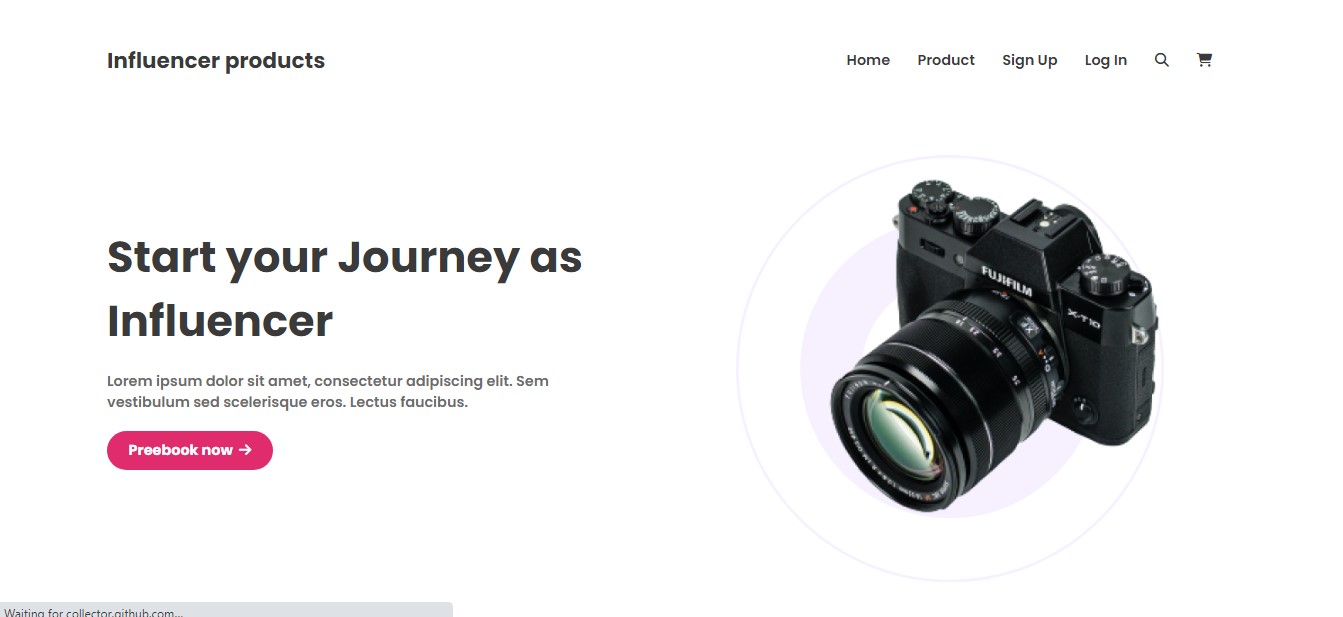 Influencer products
Home Product Sign Up Log In
Start your Journey as
Influencer
Lorem ipsum dolor sit amet, consectetur adipiscing elit. Sem
vestibulum sed scelerisque eros. Lectus faucibus.
Preebook now →
FUJIFILM
X-T10
XF
Waiting for collector.github.com...